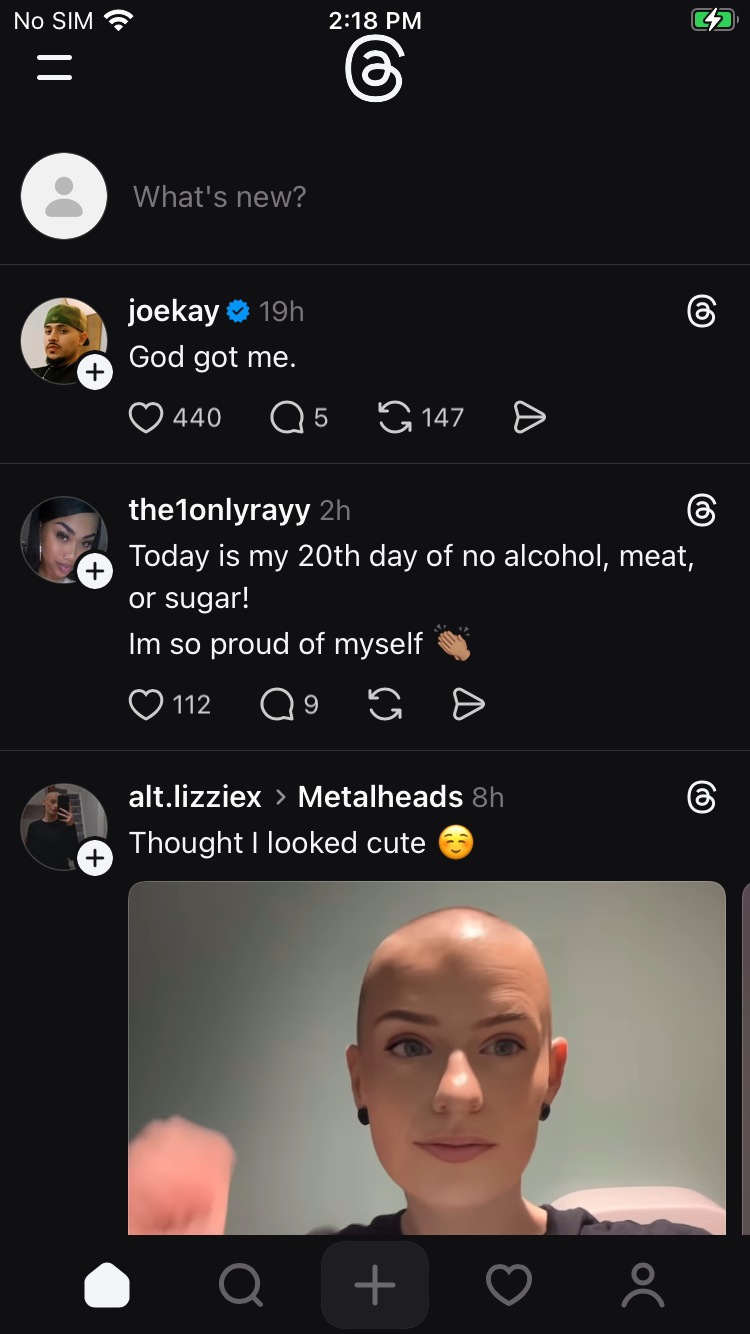 No SIM 2:18 PM
What's new?
joekay 19h
God got me.
440 5 147
the1onlyrayy 2h
Today is my 20th day of no alcohol, meat,
or sugar!
Im so proud of myself 👏🏽
112 9
alt.lizziex > Metalheads 8h
Thought I looked cute ☺️